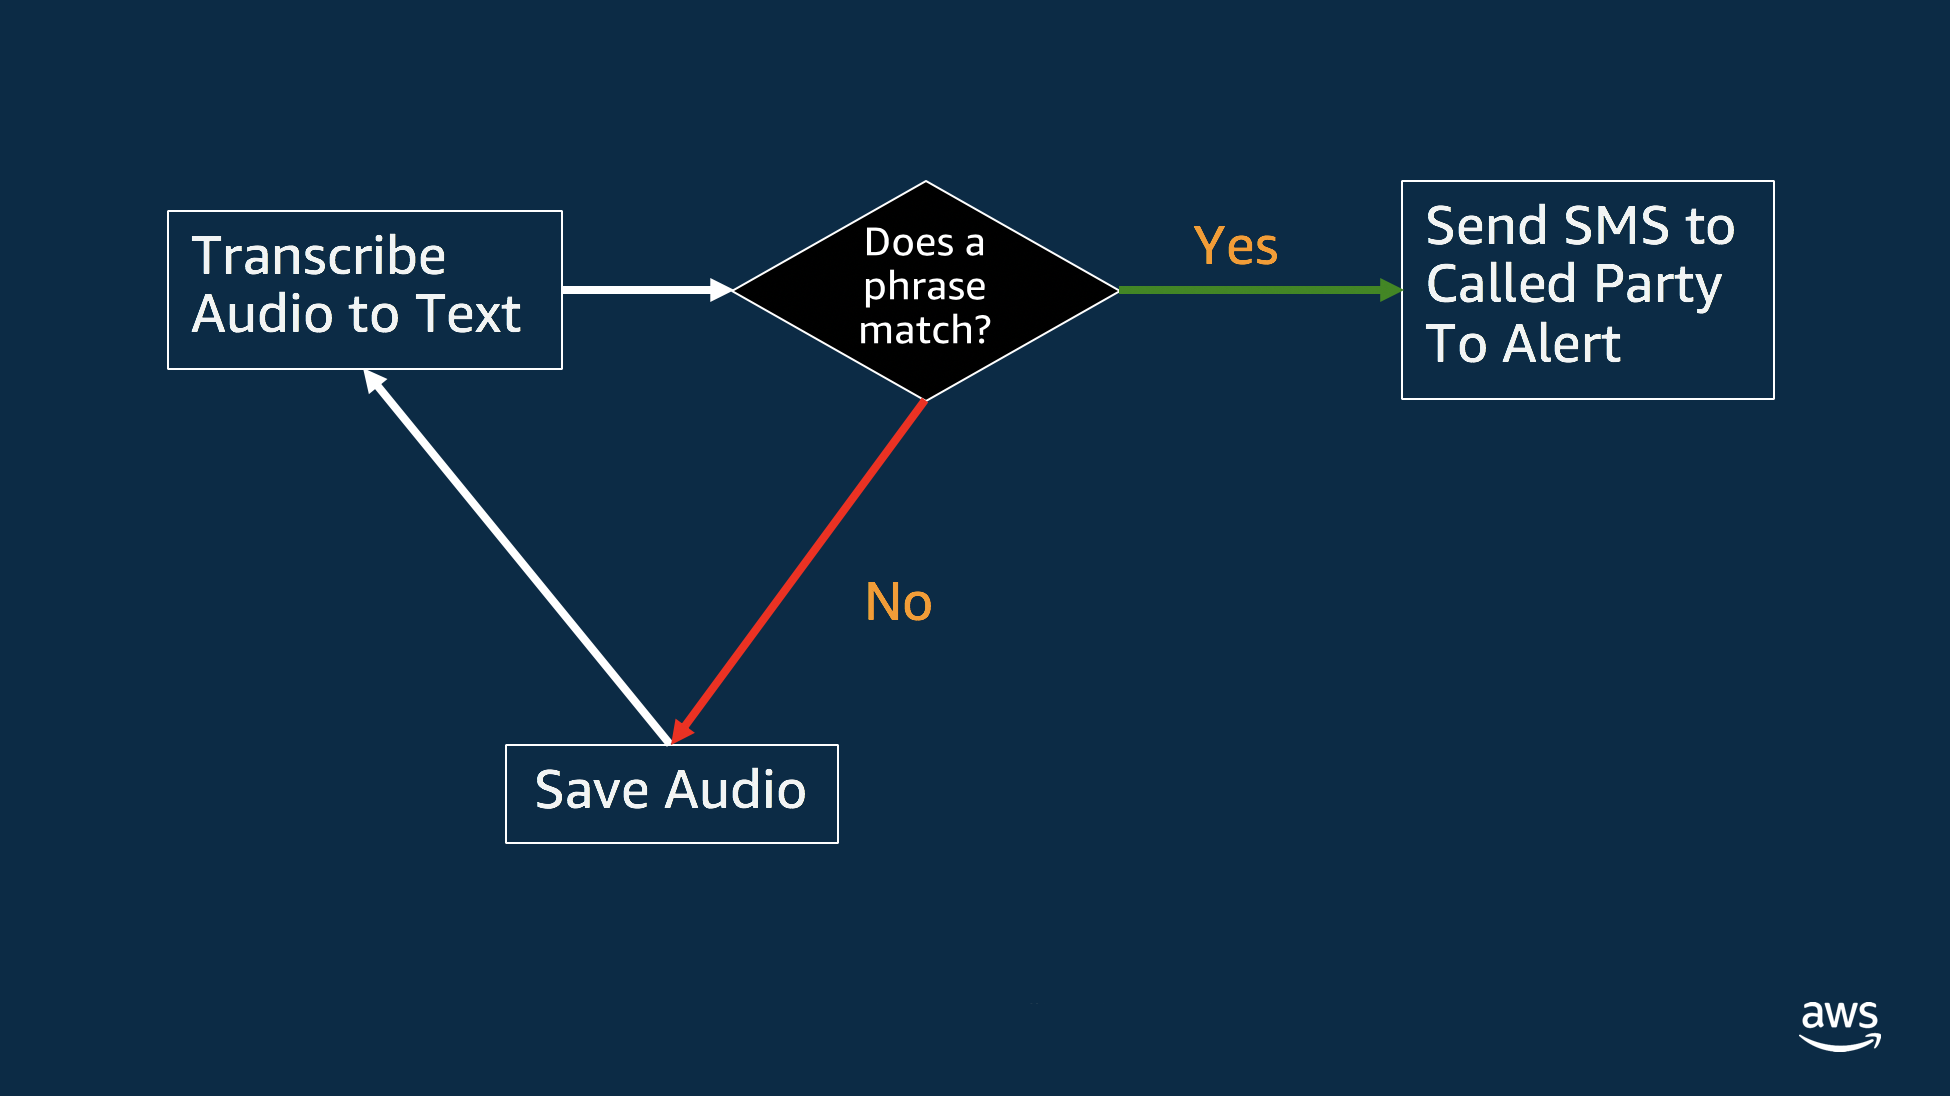 Transcribe
Audio to Text
Does a
phrase
match?
Yes
Send SMS to
Called Party
To Alert
No
Save Audio
aws